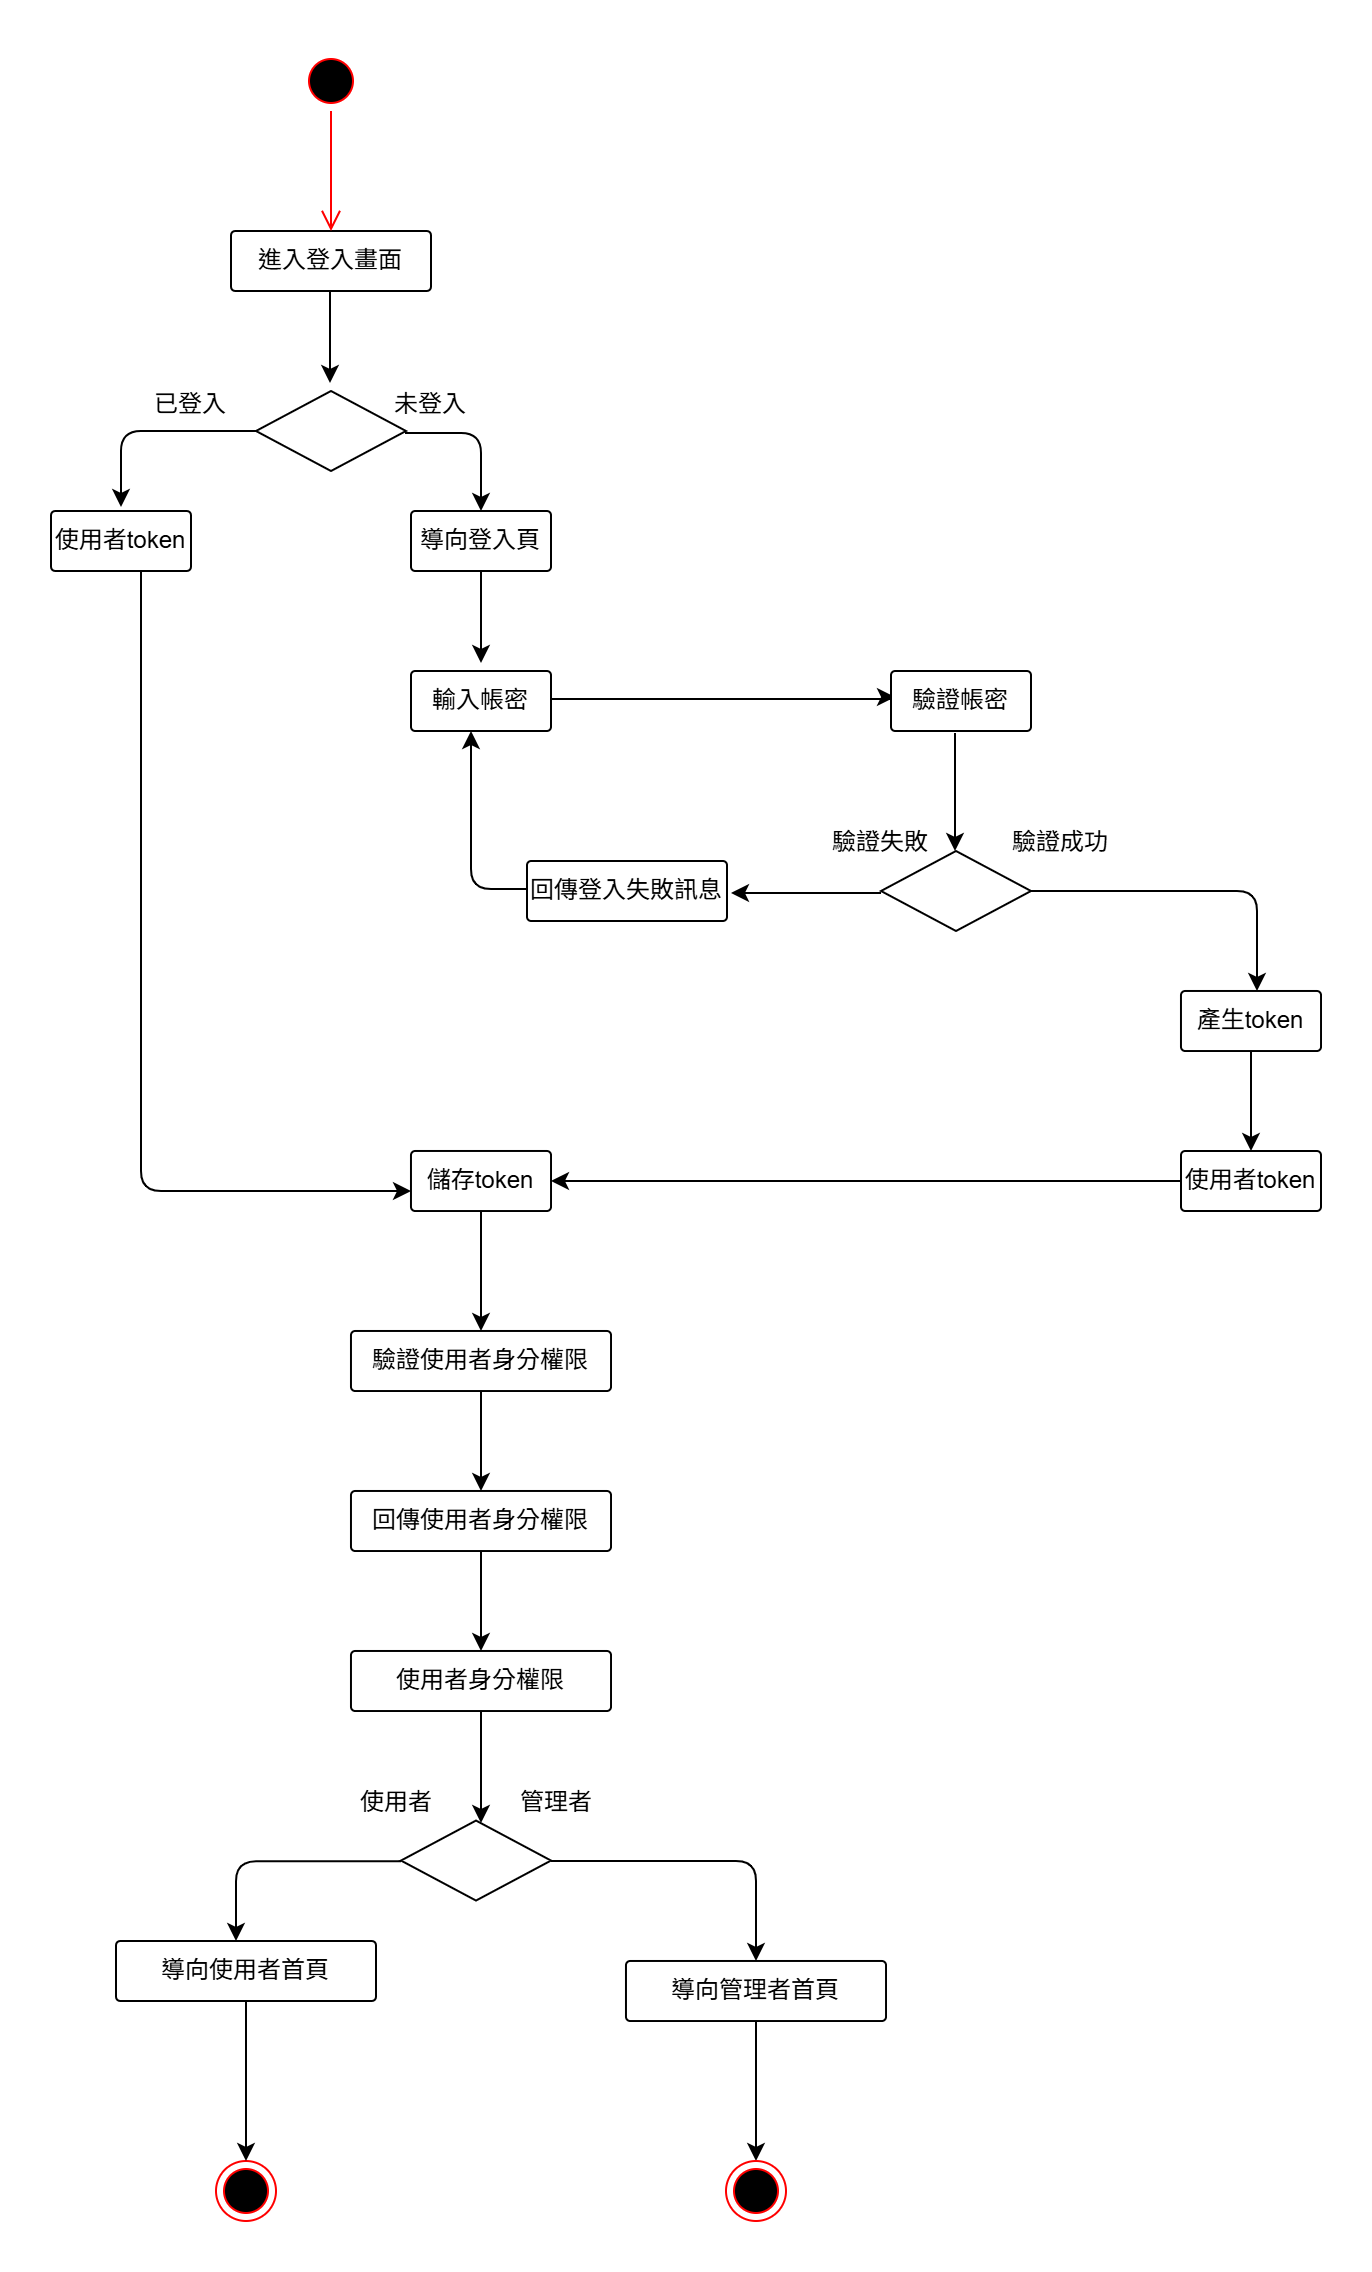 進入登入畫面
已登入
未登入
使用者token
導向登入頁
輸入帳密
驗證帳密
驗證失敗
驗證成功
回傳登入失敗訊息
產生token
儲存token
使用者token
驗證使用者身分權限
回傳使用者身分權限
使用者身分權限
使用者
管理者
導向使用者首頁
導向管理者首頁